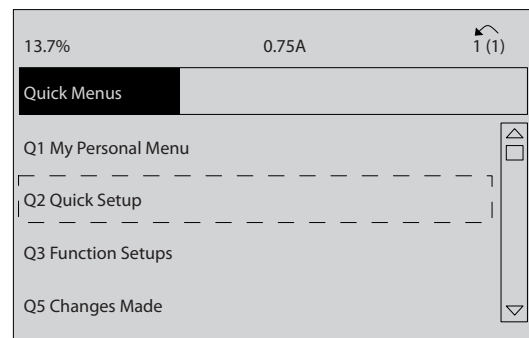 13.7% 0.75A 1 (1)
Quick Menus
Q1 My Personal Menu
Q2 Quick Setup
Q3 Function Setups
Q5 Changes Made